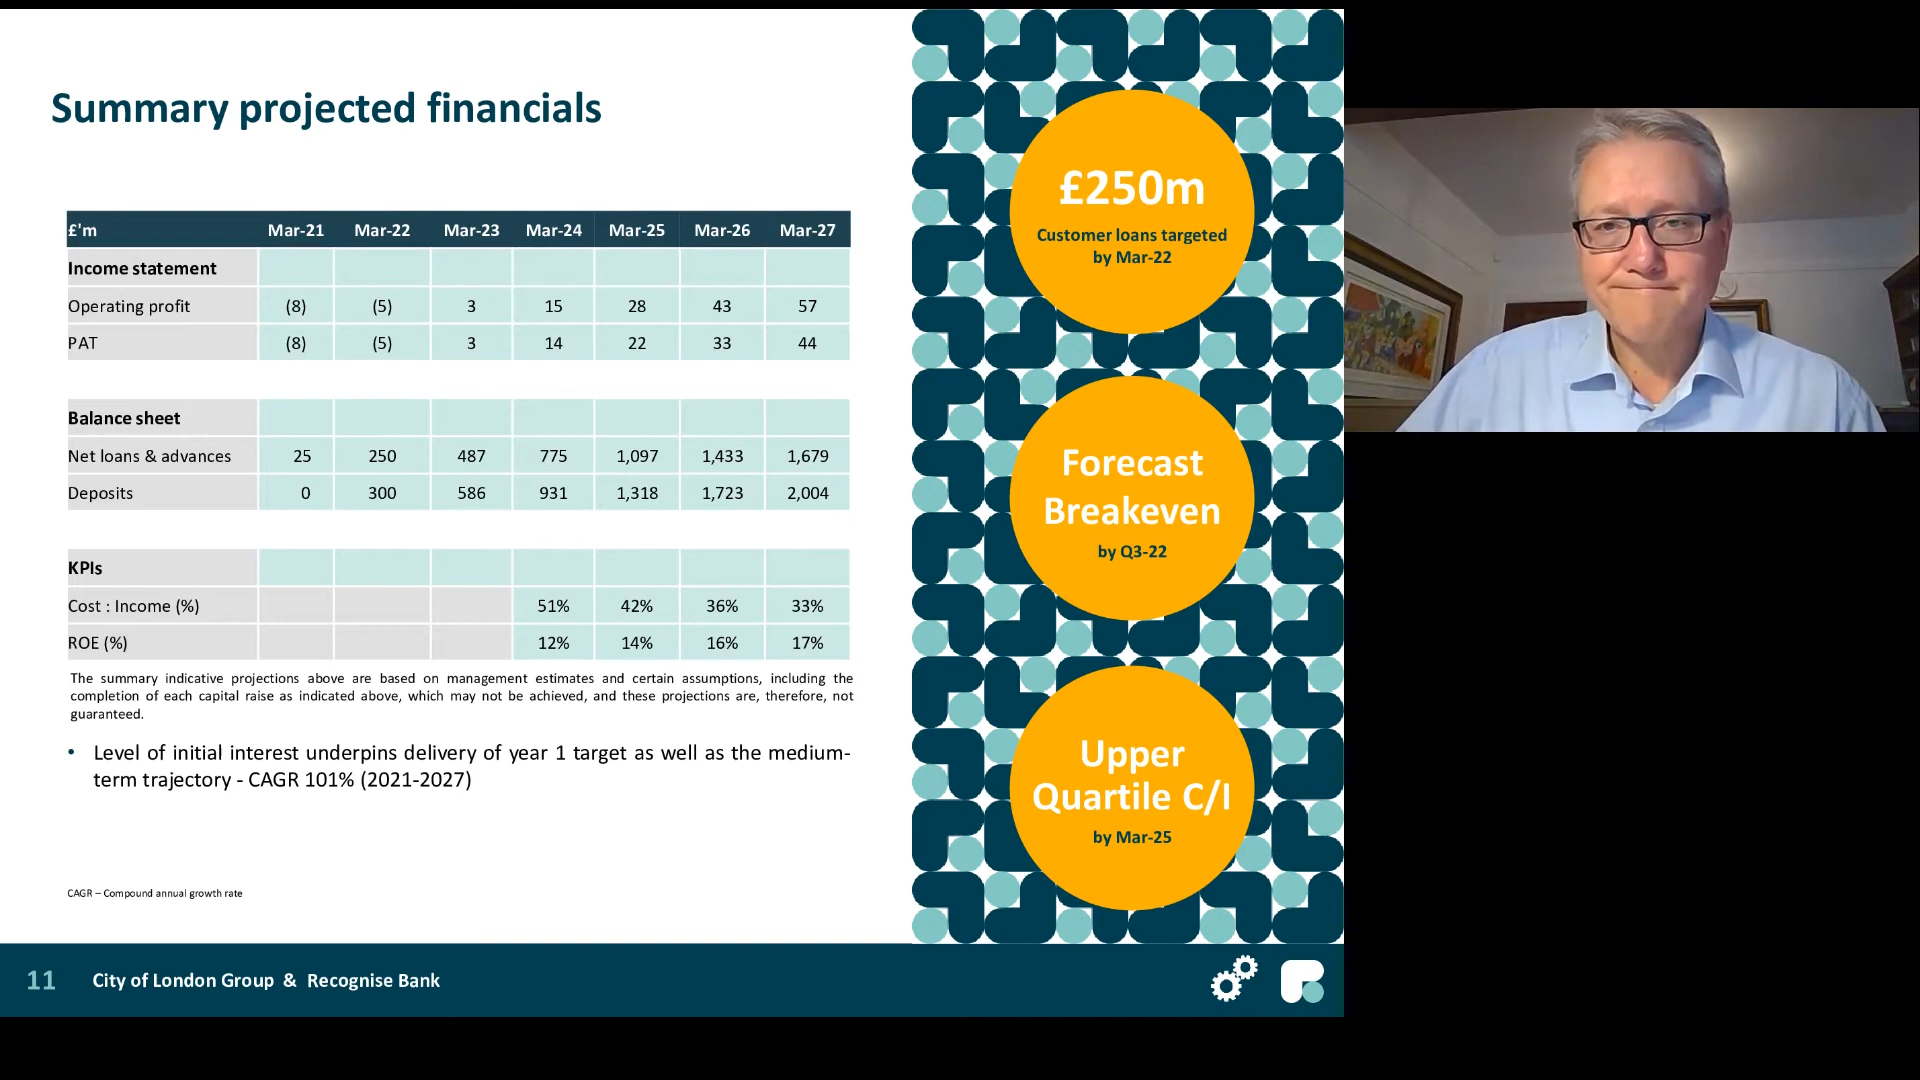 Summary projected financials
£'m Mar-21 Mar-22 Mar-23 Mar-24 Mar-25 Mar-26 Mar-27
Income statement
Operating profit (8) (5) 3 15 28 43 57
PAT (8) (5) 3 14 22 33 44
Balance sheet
Net loans & advances 25 250 487 775 1,097 1,433 1,679
Deposits 0 300 586 931 1,318 1,723 2,004
KPIs
Cost : Income (%) 51% 42% 36% 33%
ROE (%) 12% 14% 16% 17%
The summary indicative projections above are based on management estimates and certain assumptions, including the
completion of each capital raise as indicated above, which may not be achieved, and these projections are, therefore, not
guaranteed.
• Level of initial interest underpins delivery of year 1 target as well as the medium-
term trajectory - CAGR 101% (2021-2027)
CAGR – Compound annual growth rate
£250m
Customer loans targeted
by Mar-22
Forecast
Breakeven
by Q3-22
Upper
Quartile C/I
by Mar-25
11 City of London Group & Recognise Bank